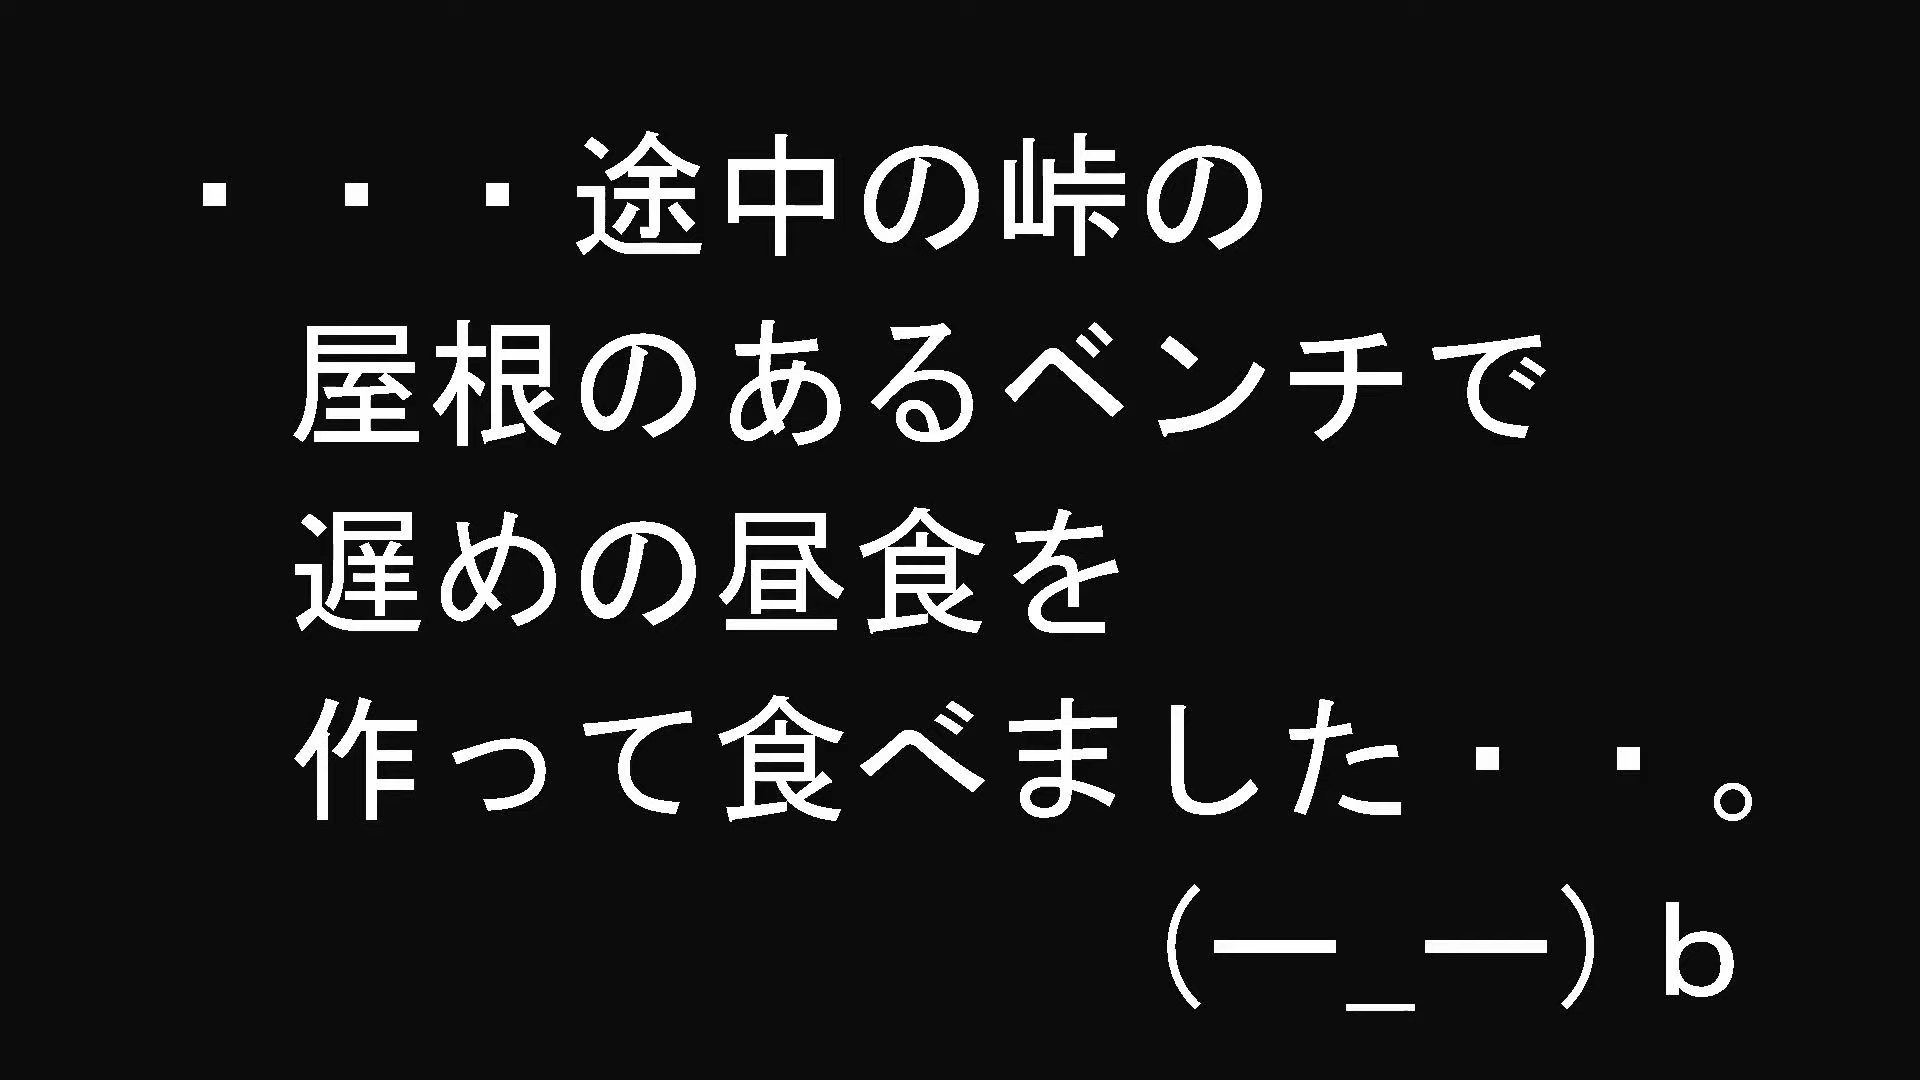 ・・・途中の峠の
屋根のあるベンチで
遅めの昼食を
作って食べました・・。
（―_―）ｂ